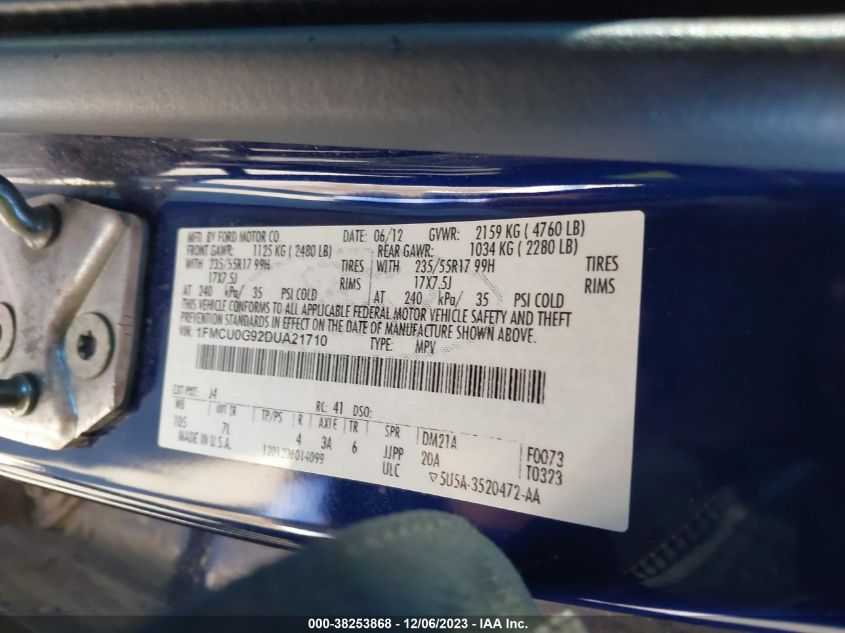 MFD. BY FORD MOTOR CO. DATE: 06/12 GVWR: 2159 KG ( 4760 LB)
FRONT GAWR: 1125 KG ( 2480 LB) REAR GAWR: 1034 KG ( 2280 LB)
WITH 235/55R17 99H TIRES WITH 235/55R17 99H TIRES
17X7.5J RIMS 17X7.5J RIMS
AT 240 kPa/ 35 PSI COLD AT 240 kPa/ 35 PSI COLD
THIS VEHICLE CONFORMS TO ALL APPLICABLE FEDERAL MOTOR VEHICLE SAFETY AND THEFT
PREVENTION STANDARDS IN EFFECT ON THE DATE OF MANUFACTURE SHOWN ABOVE.
VIN: 1FMCU0G92DUA21710 TYPE: MPV
EXT PNT: J4 RC: 41 DSO:
WB INT TR TP/PS R AXLE TR SPR DM21A F0073
105 7L 4 3A 6 JJPP 20A T0323
MADE IN U.S.A. 1201206014099 ULC ▽5U5A-3520472-AA
000-38253868 - 12/06/2023 - IAA Inc.